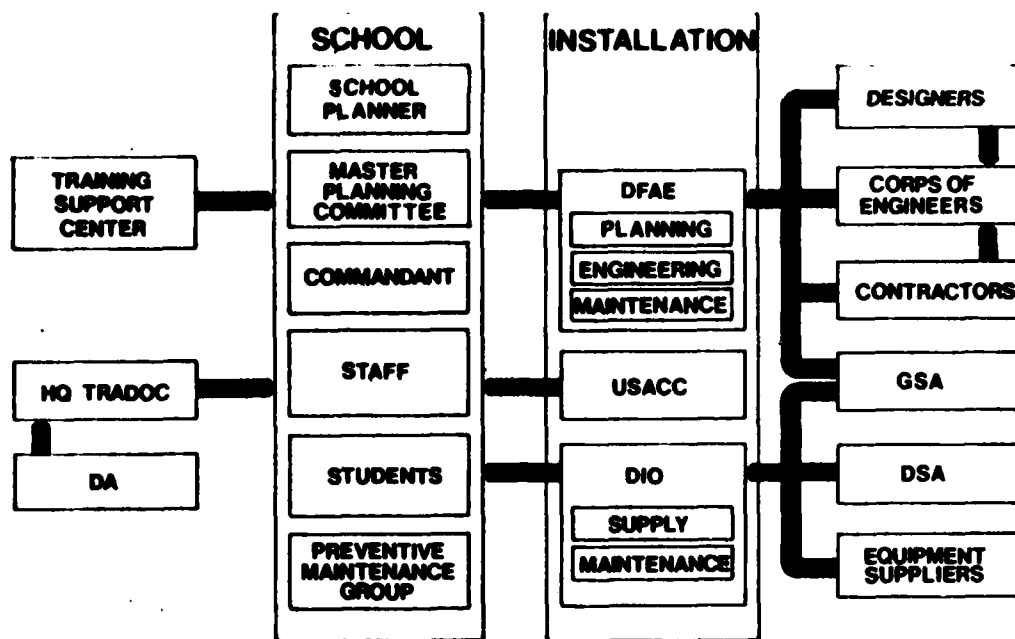 SCHOOL
SCHOOL
PLANNER
MASTER
PLANNING
COMMITTEE
COMMANDANT
STAFF
STUDENTS
PREVENTIVE
MAINTENANCE
GROUP
INSTALLATION
DFAE
PLANNING
ENGINEERING
MAINTENANCE
USACC
DIO
SUPPLY
MAINTENANCE
TRAINING
SUPPORT
CENTER
HQ TRADOC
DA
DESIGNERS
CORPS OF
ENGINEERS
CONTRACTORS
GSA
DSA
EQUIPMENT
SUPPLIERS